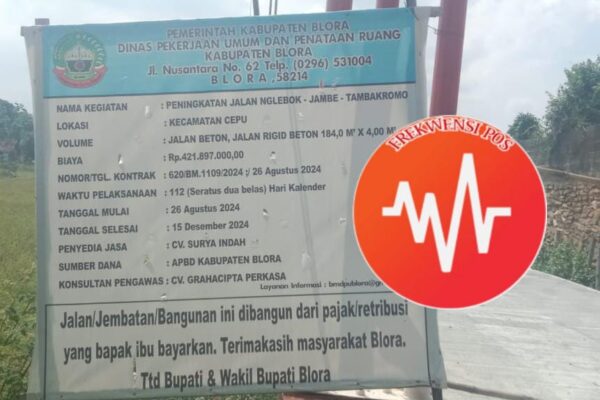 PEMERINTAH KABUPATEN BLORA
DINAS PEKERJAAN UMUM DAN PENATAAN RUANG
KABUPATEN BLORA
Jl. Nusantara No. 62 Telp. (0296) 531004
B L O R A ,58214
NAMA KEGIATAN : PENINGKATAN JALAN NGLEBOK - JAMBE - TAMBAKROMO
LOKASI : KECAMATAN CEPU
VOLUME : JALAN BETON, JALAN RIGID BETON 184,0 M' X 4,00 M'
BIAYA : Rp.421.897.000,00
NOMOR/TGL. KONTRAK : 620/BM.1109/2024 ; / 26 Agustus 2024
WAKTU PELAKSANAAN : 112 (Seratus dua belas) Hari Kalender
TANGGAL MULAI : 26 Agustus 2024
TANGGAL SELESAI : 15 Desember 2024
PENYEDIA JASA : CV. SURYA INDAH
SUMBER DANA : APBD KABUPATEN BLORA
KONSULTAN PENGAWAS : CV. GRAHACIPTA PERKASA
Layanan Informasi : bmdpublora@g
Jalan/Jembatan/Bangunan ini dibangun dari pajak/retribusi
yang bapak ibu bayarkan. Terimakasih masyarakat Blora.
Ttd Bupati & Wakil Bupati Blora
FREKWENSI POS